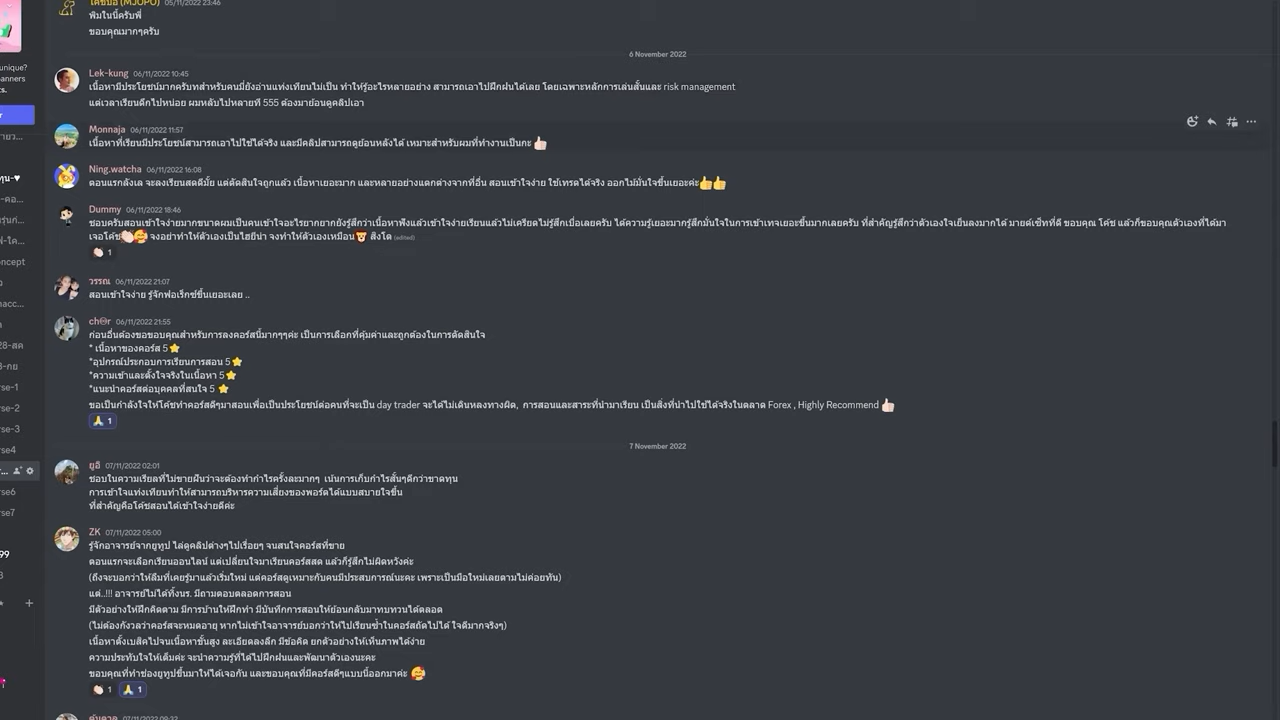 โค้ชปอ (MJOPO) 05/11/2022 23:46
พิมในนี้ครับพี่
ขอบคุณมากๆครับ
unique?
anners
ts.
6 November 2022
Lek-kung 06/11/2022 10:45
เนื้อหามีประโยชน์มากครับทสำหรับคนมี่ยังอ่านแท่งเทียนไม่เป็น ทำให้รู้อะไรหลายอย่าง สามารถเอาไปฝึกฝนได้เลย โดยเฉพาะหลักการเล่นสั้นและ risk management
แต่เวลาเรียนดึกไปหน่อย ผมหลับไปหลายที 555 ต้องมาย้อนดูคลิปเอา
Monnaja 06/11/2022 11:57
เนื้อหาที่เรียนมีประโยชน์สามารถเอาไปใช้ได้จริง และมีคลิปสามารถดูย้อนหลังได้ เหมาะสำหรับผมที่ทำงานเป็นกะ 👍🏻
Ning.watcha 06/11/2022 16:08
ตอนแรกลังเล จะลงเรียนสดดีมั้ย แต่ตัดสินใจถูกแล้ว เนื้อหาเยอะมาก และหลายอย่างแตกต่างจากที่อื่น สอนเข้าใจง่าย ใช้เทรดได้จริง ออกไม้มั่นใจขึ้นเยอะค่ะ👍👍
Dummy 06/11/2022 18:46
ชอบครับสอนเข้าใจง่ายมากขนาดผมเป็นคนเข้าใจอะไรยากยากยังรู้สึกว่าเนื้อหาฟังแล้วเข้าใจง่ายเรียนแล้วไม่เครียดไม่รู้สึกเบื่อเลยครับ ได้ความรู้เยอะมากรู้สึกมั่นใจในการเข้าเทจเยอะขึ้นมากเลยครับ ที่สำคัญรู้สึกว่าตัวเองใจเย็นลงมากได้ มายด์เซ็ทที่ดี ขอบคุณ โค้ช แล้วก็ขอบคุณตัวเองที่ได้มา
เจอโค้ช👏🏻🥰 จงอย่าทำให้ตัวเองเป็นไฮยีน่า จงทำให้ตัวเองเหมือน🦁 สิงโต (edited)
👏🏻 1
วรรณ 06/11/2022 21:07
สอนเข้าใจง่าย รู้จักฟอเร็กซ์ขึ้นเยอะเลย ..
06/11/2022 21:55
ก่อนอื่นต้องขอขอบคุณสำหรับการลงคอร์สนี้มากๆๆค่ะ เป็นการเลือกที่คุ้มค่าและถูกต้องในการตัดสินใจ
* เนื้อหาของคอร์ส 5⭐
*อุปกรณ์ประกอบการเรียนการสอน 5⭐
*ความเข้าและตั้งใจจริงในเนื้อหา 5⭐
*แนะนำคอร์สต่อบุคคลที่สนใจ 5 ⭐
ขอเป็นกำลังใจให้โค้ชทำคอร์สดีๆมาสอนเพื่อเป็นประโยชน์ต่อคนที่จะเป็น day trader จะได้ไม่เดินหลงทางผิด, การสอนและสาระที่นำมาเรียน เป็นสิ่งที่นำไปใช้ได้จริงในตลาด Forex , Highly Recommend 👍🏻
🙏 1
7 November 2022
ยูอิ 07/11/2022 02:01
ชอบในความเรียลที่ไม่ขายฝันว่าจะต้องทำกำไรครั้งละมากๆ เน้นการเก็บกำไรสั้นๆดีกว่าขาดทุน
การเข้าใจแท่งเทียนทำให้สามารถบริหารความเสี่ยงของพอร์ตได้แบบสบายใจขึ้น
ที่สำคัญคือโค้ชสอนได้เข้าใจง่ายดีค่ะ
ZK 07/11/2022 05:00
รู้จักอาจารย์จากยูทูป ไล่ดูคลิปต่างๆไปเรื่อยๆ จนสนใจคอร์สที่ขาย
ตอนแรกจะเลือกเรียนออนไลน์ แต่เปลี่ยนใจมาเรียนคอร์สสด แล้วก็รู้สึกไม่ผิดหวังค่ะ
(ถึงจะบอกว่าให้ลืมที่เคยรู้มาแล้วเริ่มใหม่ แต่คอร์สดูเหมาะกับคนมีประสบการณ์นะคะ เพราะเป็นมือใหม่เลยตามไม่ค่อยทัน)
แต่..!!! อาจารย์ไม่ได้ทิ้งนร. มีถามตอบตลอดการสอน
มีตัวอย่างให้ฝึกคิดตาม มีการบ้านให้ฝึกทำ มีบันทึกการสอนให้ย้อนกลับมาทบทวนได้ตลอด
(ไม่ต้องกังวลว่าคอร์สจะหมดอายุ หากไม่เข้าใจอาจารย์บอกว่าให้ไปเรียนซ้ำในคอร์สถัดไปได้ ใจดีมากจริงๆ)
เนื้อหาตั้งเบสิคไปจนเนื้อหาขั้นสูง ละเอียดลงลึก มีข้อคิด ยกตัวอย่างให้เห็นภาพได้ง่าย
ความประทับใจให้เต็มค่ะ จะนำความรู้ที่ได้ไปฝึกฝนและพัฒนาตัวเองนะคะ
ขอบคุณที่ทำช่องยูทูปขึ้นมาให้ได้เจอกัน และขอบคุณที่มีคอร์สดีๆแบบนี้ออกมาค่ะ 🥰
👏🏻 1 🙏 1